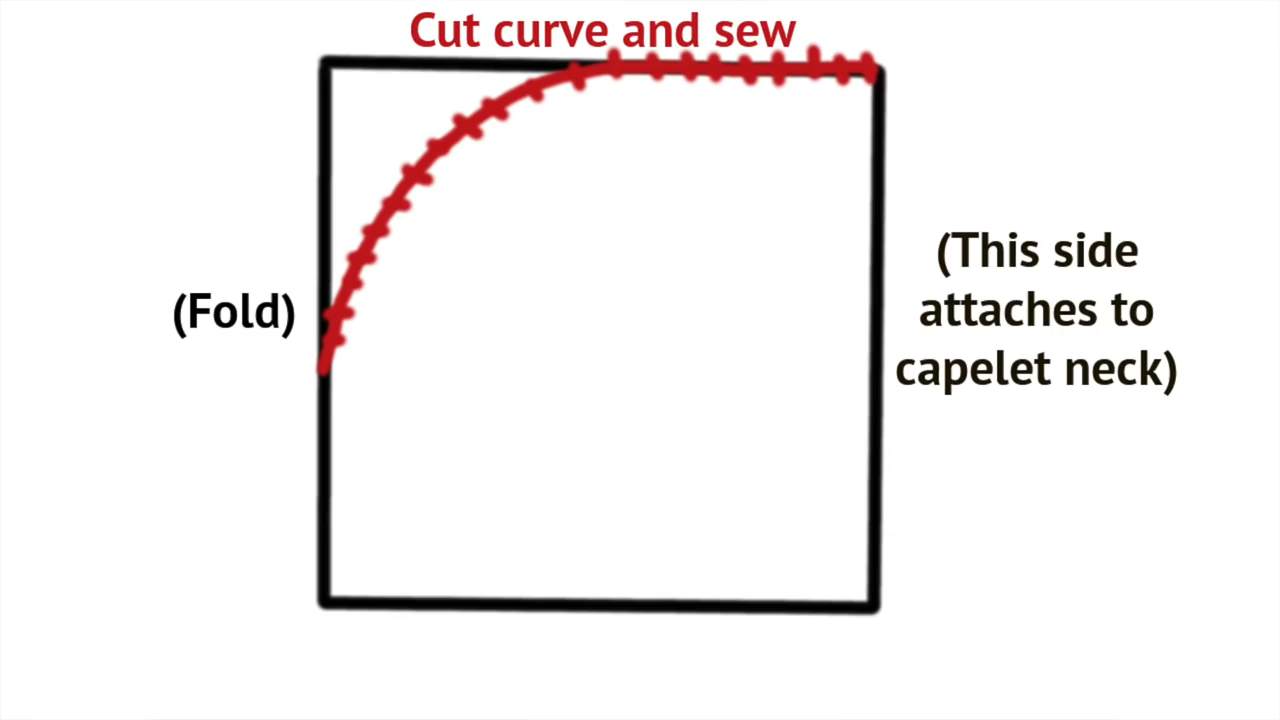 Cut curve and sew
(Fold)
(This side
attaches to
capelet neck)